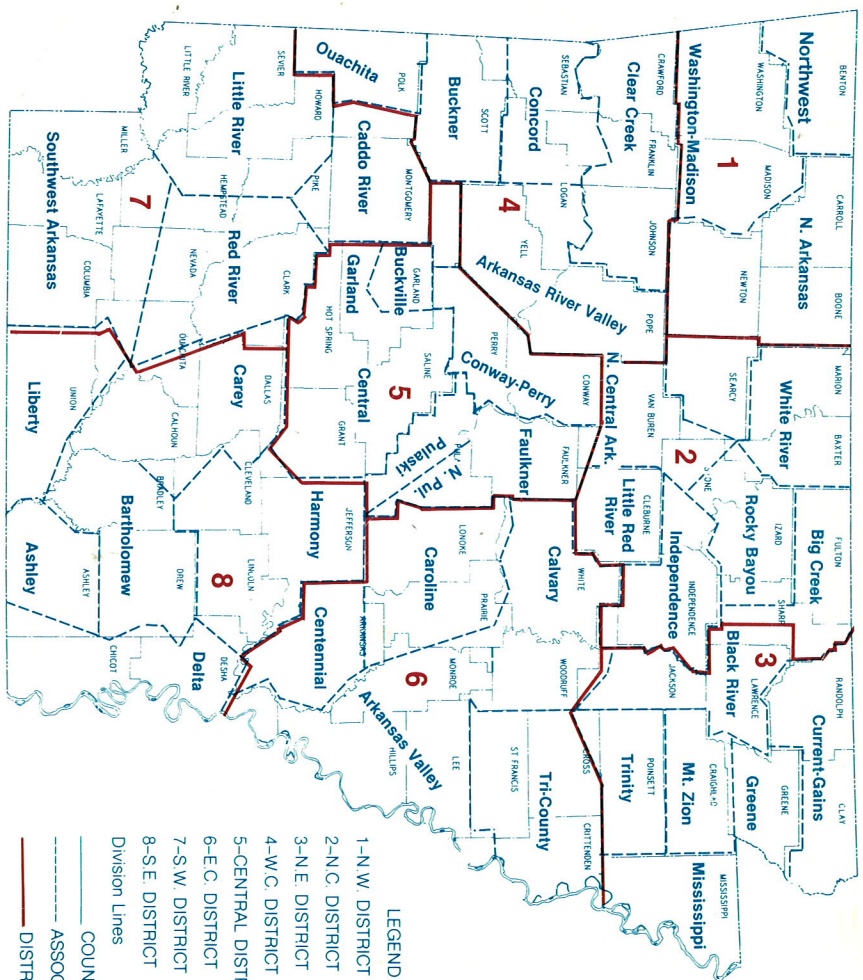 BENTON
CARROLL
BOONE
MARION
BAXTER
FULTON
RANDOLPH
CLAY
Northwest
N. Arkansas
White River
Big Creek
Current-Gains
WASHINGTON
MADISON
NEWTON
SEARCY
IZARD
SHARP
LAWRENCE
GREENE
Washington-Madison
1
2
3
Rocky Bayou
Black River
Greene
CRAWFORD
FRANKLIN
JOHNSON
POPE
VAN BUREN
CLEBURNE
INDEPENDENCE
JACKSON
CRAIGHEAD
MISSISSIPPI
Clear Creek
N. Central Ark.
Little Red
River
Independence
Mt. Zion
Mississippi
SEBASTIAN
LOGAN
CONWAY
FAULKNER
WHITE
WOODRUFF
CROSS
POINSETT
CRITTENDEN
Concord
4
YELL
Arkansas River Valley
Faulkner
Calvary
Trinity
Tri-County
SCOTT
PERRY
Buckner
Conway-Perry
N. Pul.
Pulaski
LONOKE
PRAIRIE
MONROE
ST FRANCIS
LEE
POLK
MONTGOMERY
GARLAND
SALINE
Ouachita
Caddo River
Buckville
Garland
Central
5
Caroline
6
Arkansas Valley
PHILLIPS
SEVIER
HOWARD
PIKE
CLARK
HOT SPRING
GRANT
JEFFERSON
ARKANSAS
Harmony
Centennial
LITTLE RIVER
HEMPSTEAD
NEVADA
OUACHITA
DALLAS
CLEVELAND
LINCOLN
DESHA
Little River
Red River
Carey
8
Delta
MILLER
LAFAYETTE
COLUMBIA
UNION
CALHOUN
BRADLEY
DREW
CHICOT
7
Bartholomew
ASHLEY
Southwest Arkansas
Liberty
Ashley
LEGEND
1-N.W. DISTRICT
2-N.C. DISTRICT
3-N.E. DISTRICT
4-W.C. DISTRICT
5-CENTRAL DISTRI
6-E.C. DISTRICT
7-S.W. DISTRICT
8-S.E. DISTRICT
Division Lines
COUN
ASSOC
DISTR